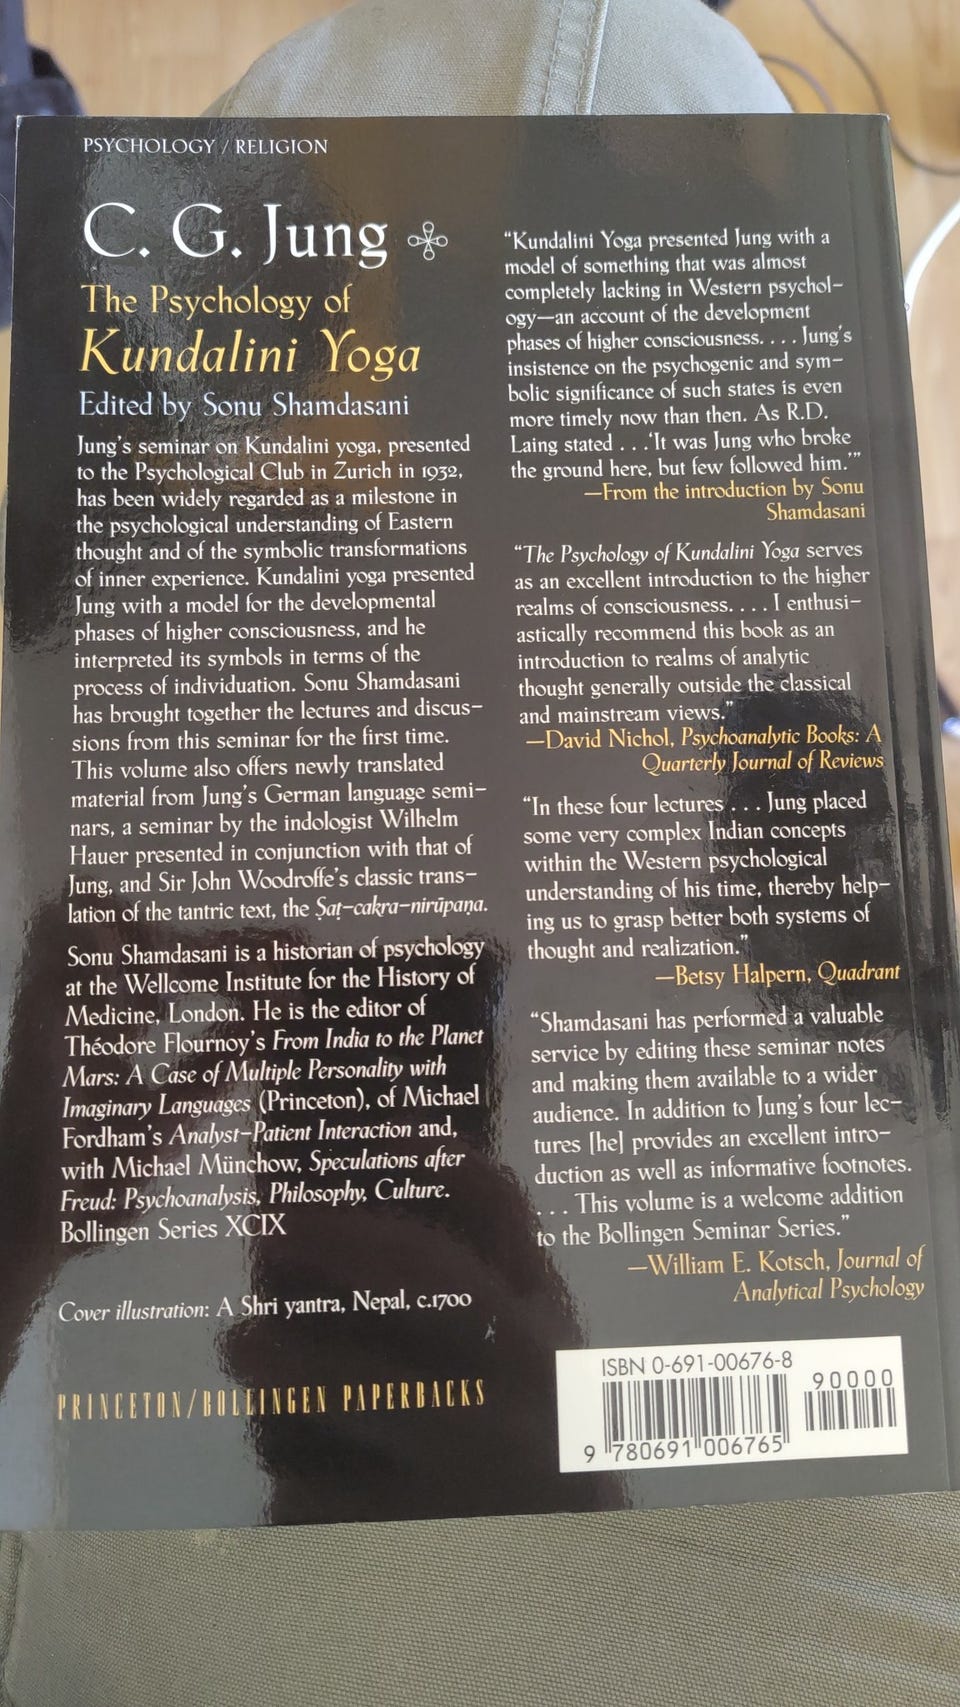 PSYCHOLOGY / RELIGION
C. G. Jung
The Psychology of
Kundalini Yoga
Edited by Sonu Shamdasani
Jung's seminar on Kundalini yoga, presented
to the Psychological Club in Zurich in 1932,
has been widely regarded as a milestone in
the psychological understanding of Eastern
thought and of the symbolic transformations
of inner experience. Kundalini yoga presented
Jung with a model for the developmental
phases of higher consciousness, and he
interpreted its symbols in terms of the
process of individuation. Sonu Shamdasani
has brought together the lectures and discus-
sions from this seminar for the first time.
This volume also offers newly translated
material from Jung's German language semi-
nars, a seminar by the indologist Wilhelm
Hauer presented in conjunction with that of
Jung, and Sir John Woodroffe's classic trans-
lation of the tantric text, the Ṣaṭ-cakra-nirūpaṇa.
Sonu Shamdasani is a historian of psychology
at the Wellcome Institute for the History of
Medicine, London. He is the editor of
Théodore Flournoy's From India to the Planet
Mars: A Case of Multiple Personality with
Imaginary Languages (Princeton), of Michael
Fordham's Analyst-Patient Interaction and,
with Michael Münchow, Speculations after
Freud: Psychoanalysis, Philosophy, Culture.
Bollingen Series XCIX
Cover illustration: A Shri yantra, Nepal, c.1700
PRINCETON/BOLLINGEN PAPERBACKS
"Kundalini Yoga presented Jung with a
model of something that was almost
completely lacking in Western psychol-
ogy—an account of the development
phases of higher consciousness. . . . Jung's
insistence on the psychogenic and sym-
bolic significance of such states is even
more timely now than then. As R.D.
Laing stated . . . 'It was Jung who broke
the ground here, but few followed him.'"
—From the introduction by Sonu
Shamdasani
"The Psychology of Kundalini Yoga serves
as an excellent introduction to the higher
realms of consciousness. . . . I enthusi-
astically recommend this book as an
introduction to realms of analytic
thought generally outside the classical
and mainstream views."
—David Nichol, Psychoanalytic Books: A
Quarterly Journal of Reviews
"In these four lectures . . . Jung placed
some very complex Indian concepts
within the Western psychological
understanding of his time, thereby help-
ing us to grasp better both systems of
thought and realization."
—Betsy Halpern, Quadrant
"Shamdasani has performed a valuable
service by editing these seminar notes
and making them available to a wider
audience. In addition to Jung's four lec-
tures [he] provides an excellent intro-
duction as well as informative footnotes.
. . . This volume is a welcome addition
to the Bollingen Seminar Series."
—William E. Kotsch, Journal of
Analytical Psychology
ISBN 0-691-00676-8
90000
9 780691 006765